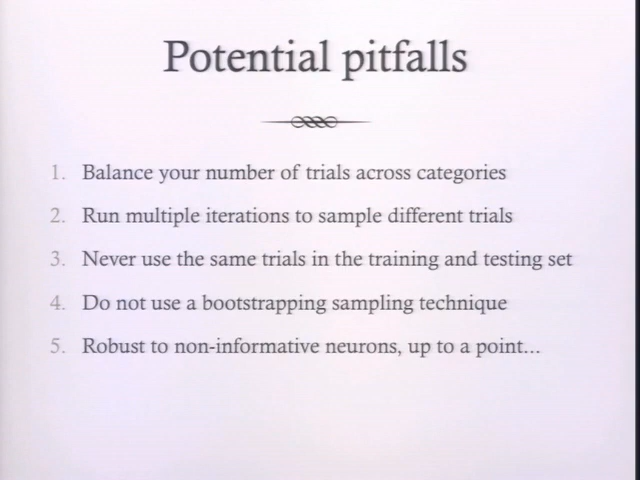 Potential pitfalls
1. Balance your number of trials across categories
2. Run multiple iterations to sample different trials
3. Never use the same trials in the training and testing set
4. Do not use a bootstrapping sampling technique
5. Robust to non-informative neurons, up to a point...